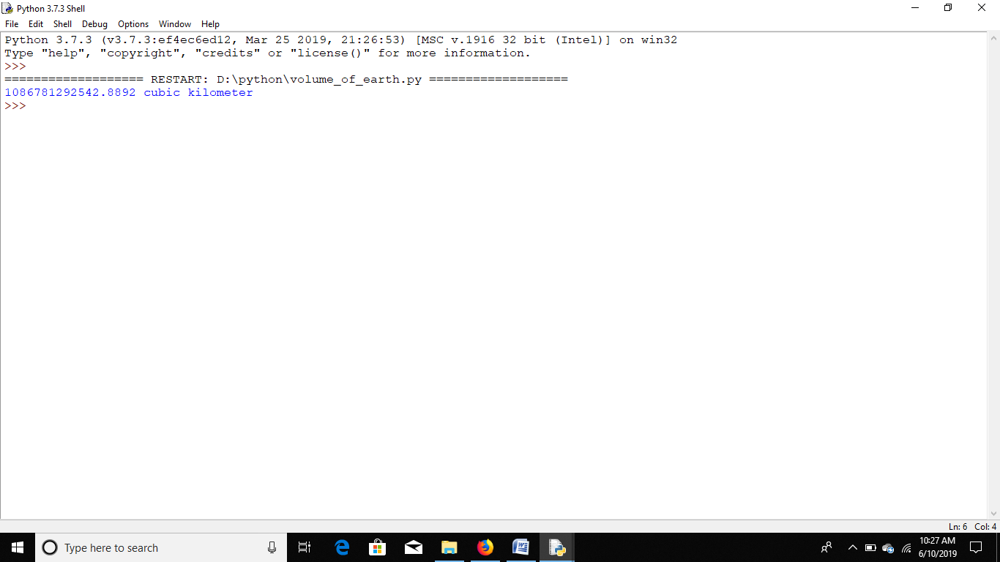 Python 3.7.3 Shell
File Edit Shell Debug Options Window Help
Python 3.7.3 (v3.7.3:ef4ec6ed12, Mar 25 2019, 21:26:53) [MSC v.1916 32 bit (Intel)] on win32
Type "help", "copyright", "credits" or "license()" for more information.
>>>
=================== RESTART: D:\python\volume_of_earth.py ===================
1086781292542.8892 cubic kilometer
>>>
Ln: 6 Col: 4
Type here to search
10:27 AM
6/10/2019